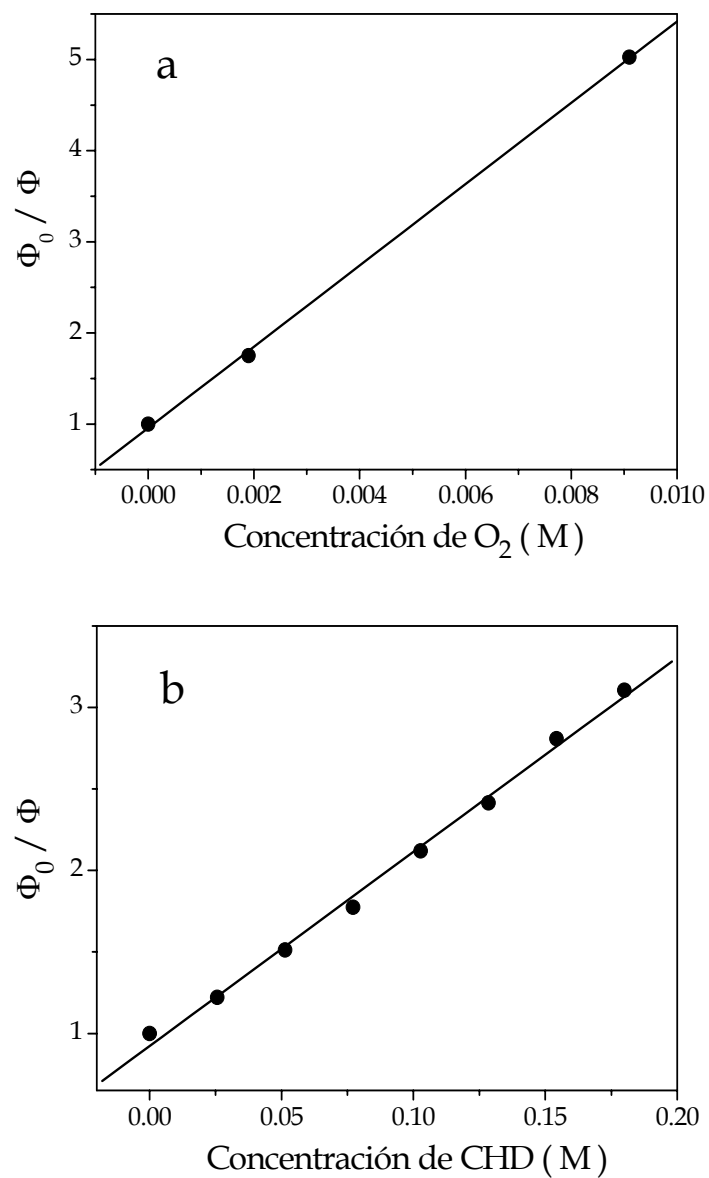 a
5
4
3
2
1
Φ₀ / Φ
0.000 0.002 0.004 0.006 0.008 0.010
Concentración de O₂ ( M )
b
3
2
1
Φ₀ / Φ
0.00 0.05 0.10 0.15 0.20
Concentración de CHD ( M )